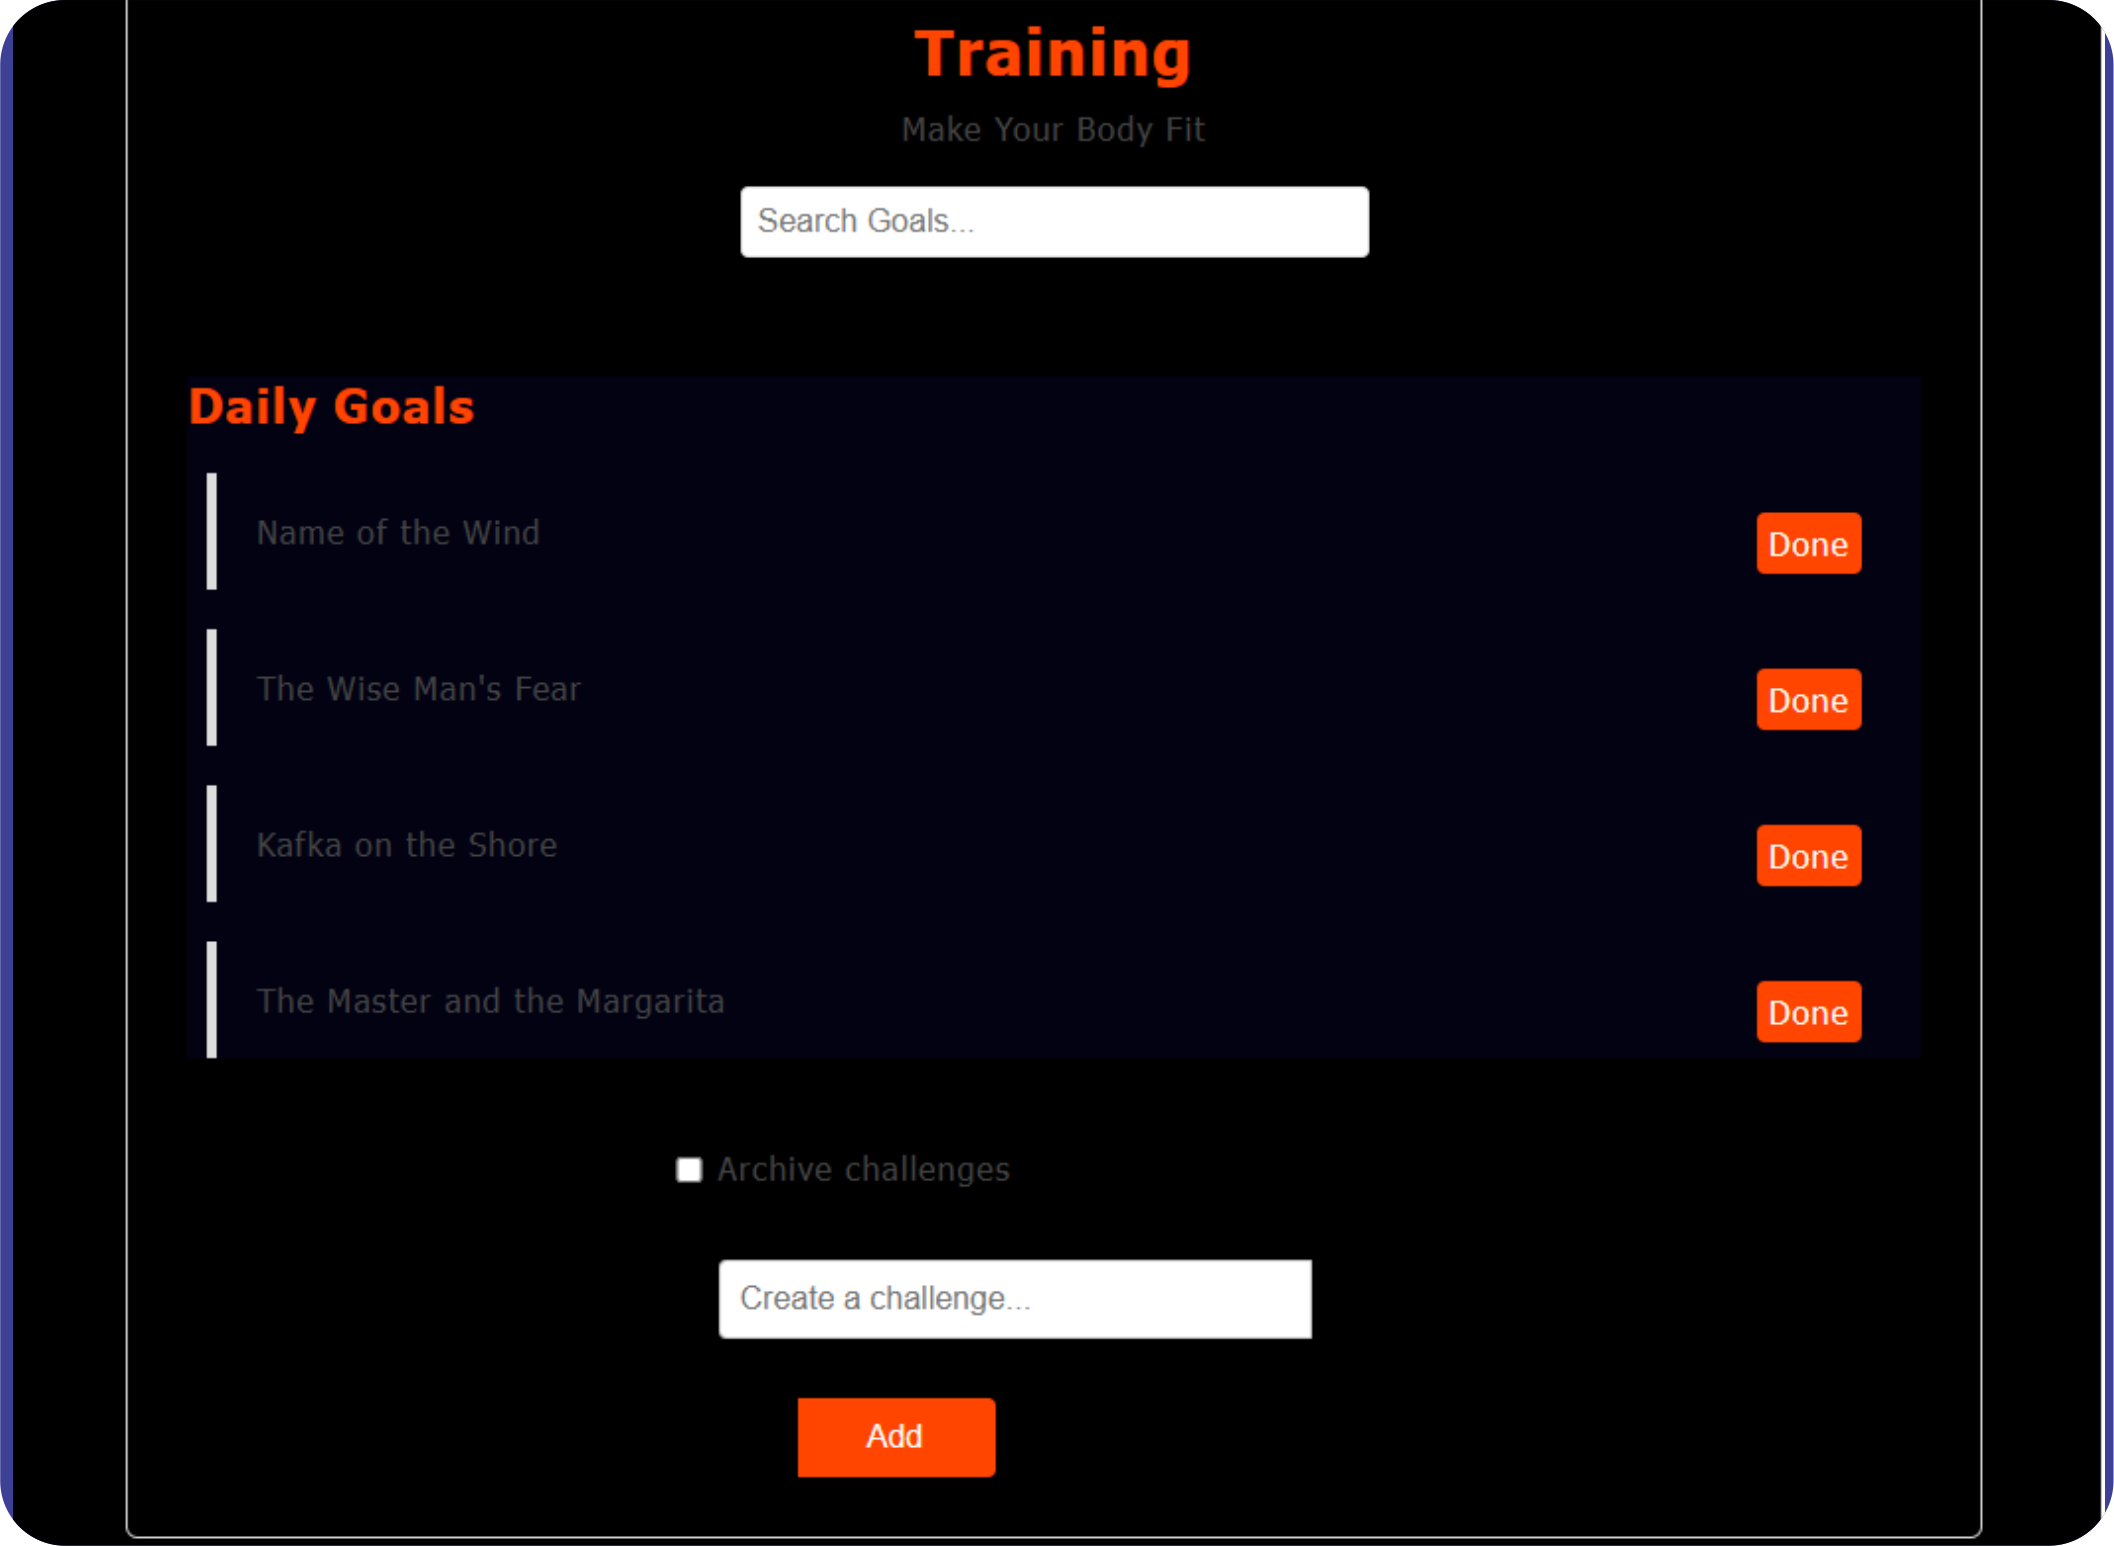 Training
Make Your Body Fit
Search Goals...
Daily Goals
Name of the Wind
Done
The Wise Man's Fear
Done
Kafka on the Shore
Done
The Master and the Margarita
Done
Archive challenges
Create a challenge...
Add